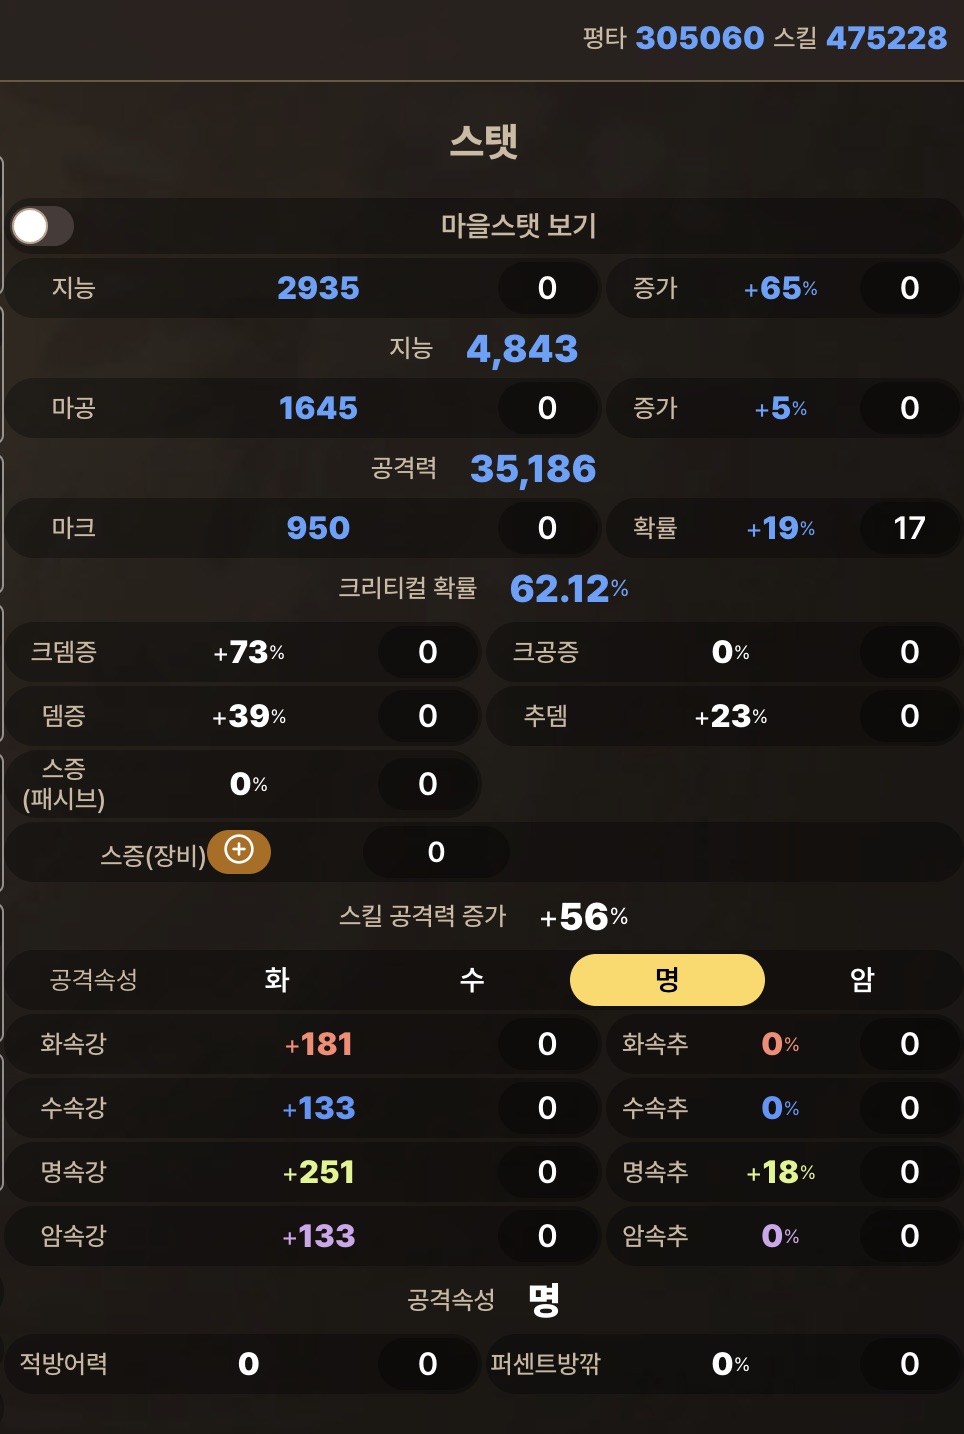 평타 305060 스킬 475228
스탯
마을스탯 보기
지능 2935 0 증가 +65% 0
지능 4,843
마공 1645 0 증가 +5% 0
공격력 35,186
마크 950 0 확률 +19% 17
크리티컬 확률 62.12%
크뎀증 +73% 0 크공증 0% 0
뎀증 +39% 0 추뎀 +23% 0
스증
(패시브) 0% 0
스증(장비) 0
스킬 공격력 증가 +56%
공격속성 화 수 명 암
화속강 +181 0 화속추 0% 0
수속강 +133 0 수속추 0% 0
명속강 +251 0 명속추 +18% 0
암속강 +133 0 암속추 0% 0
공격속성 명
적방어력 0 0 퍼센트방깎 0% 0